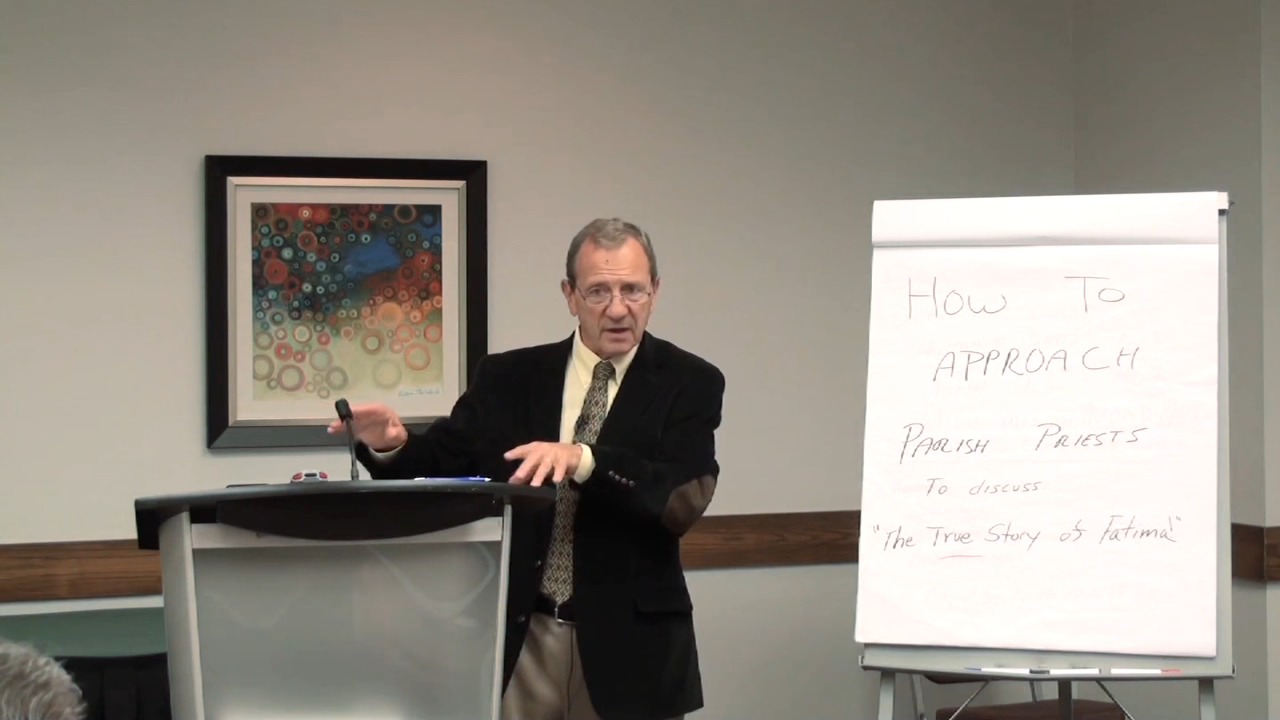 HOW TO
APPROACH
PARISH PRIESTS
To discuss
"The True Story of Fatima"